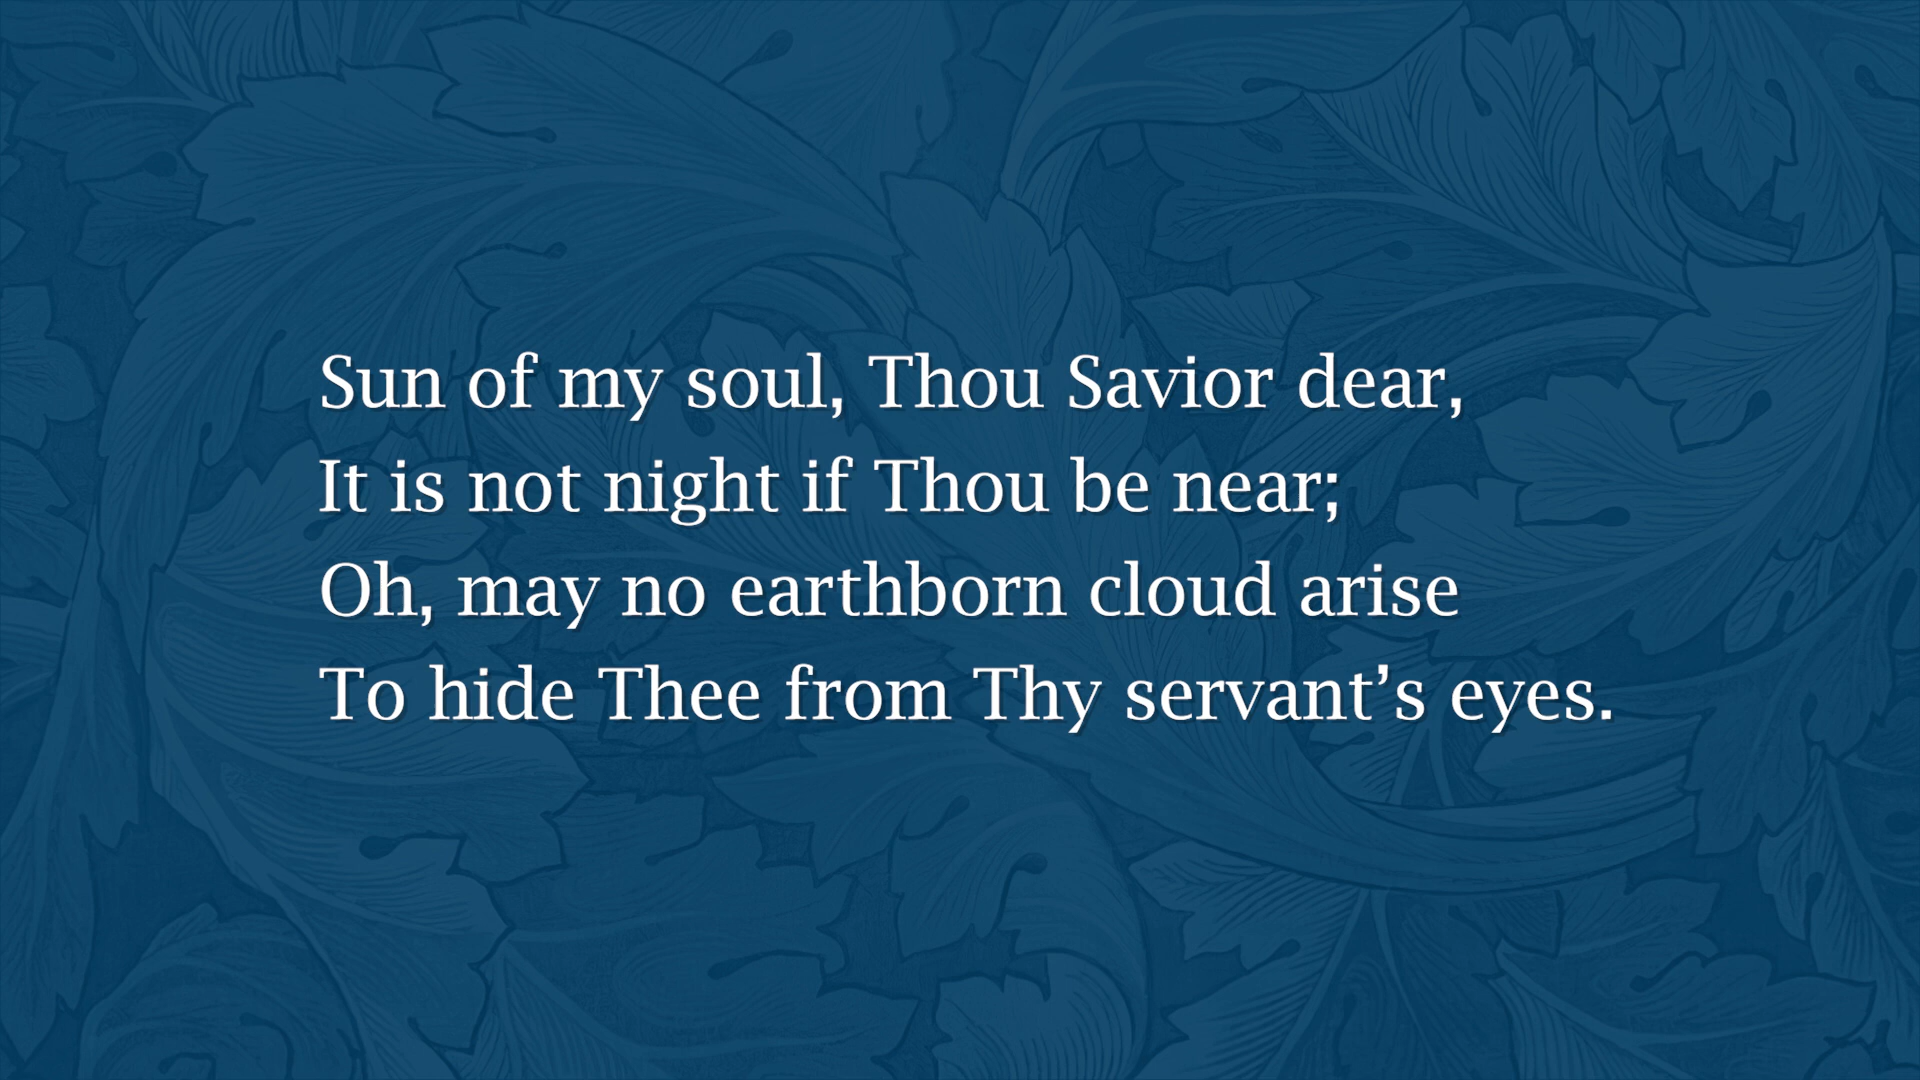 Sun of my soul, Thou Savior dear,
It is not night if Thou be near;
Oh, may no earthborn cloud arise
To hide Thee from Thy servant’s eyes.